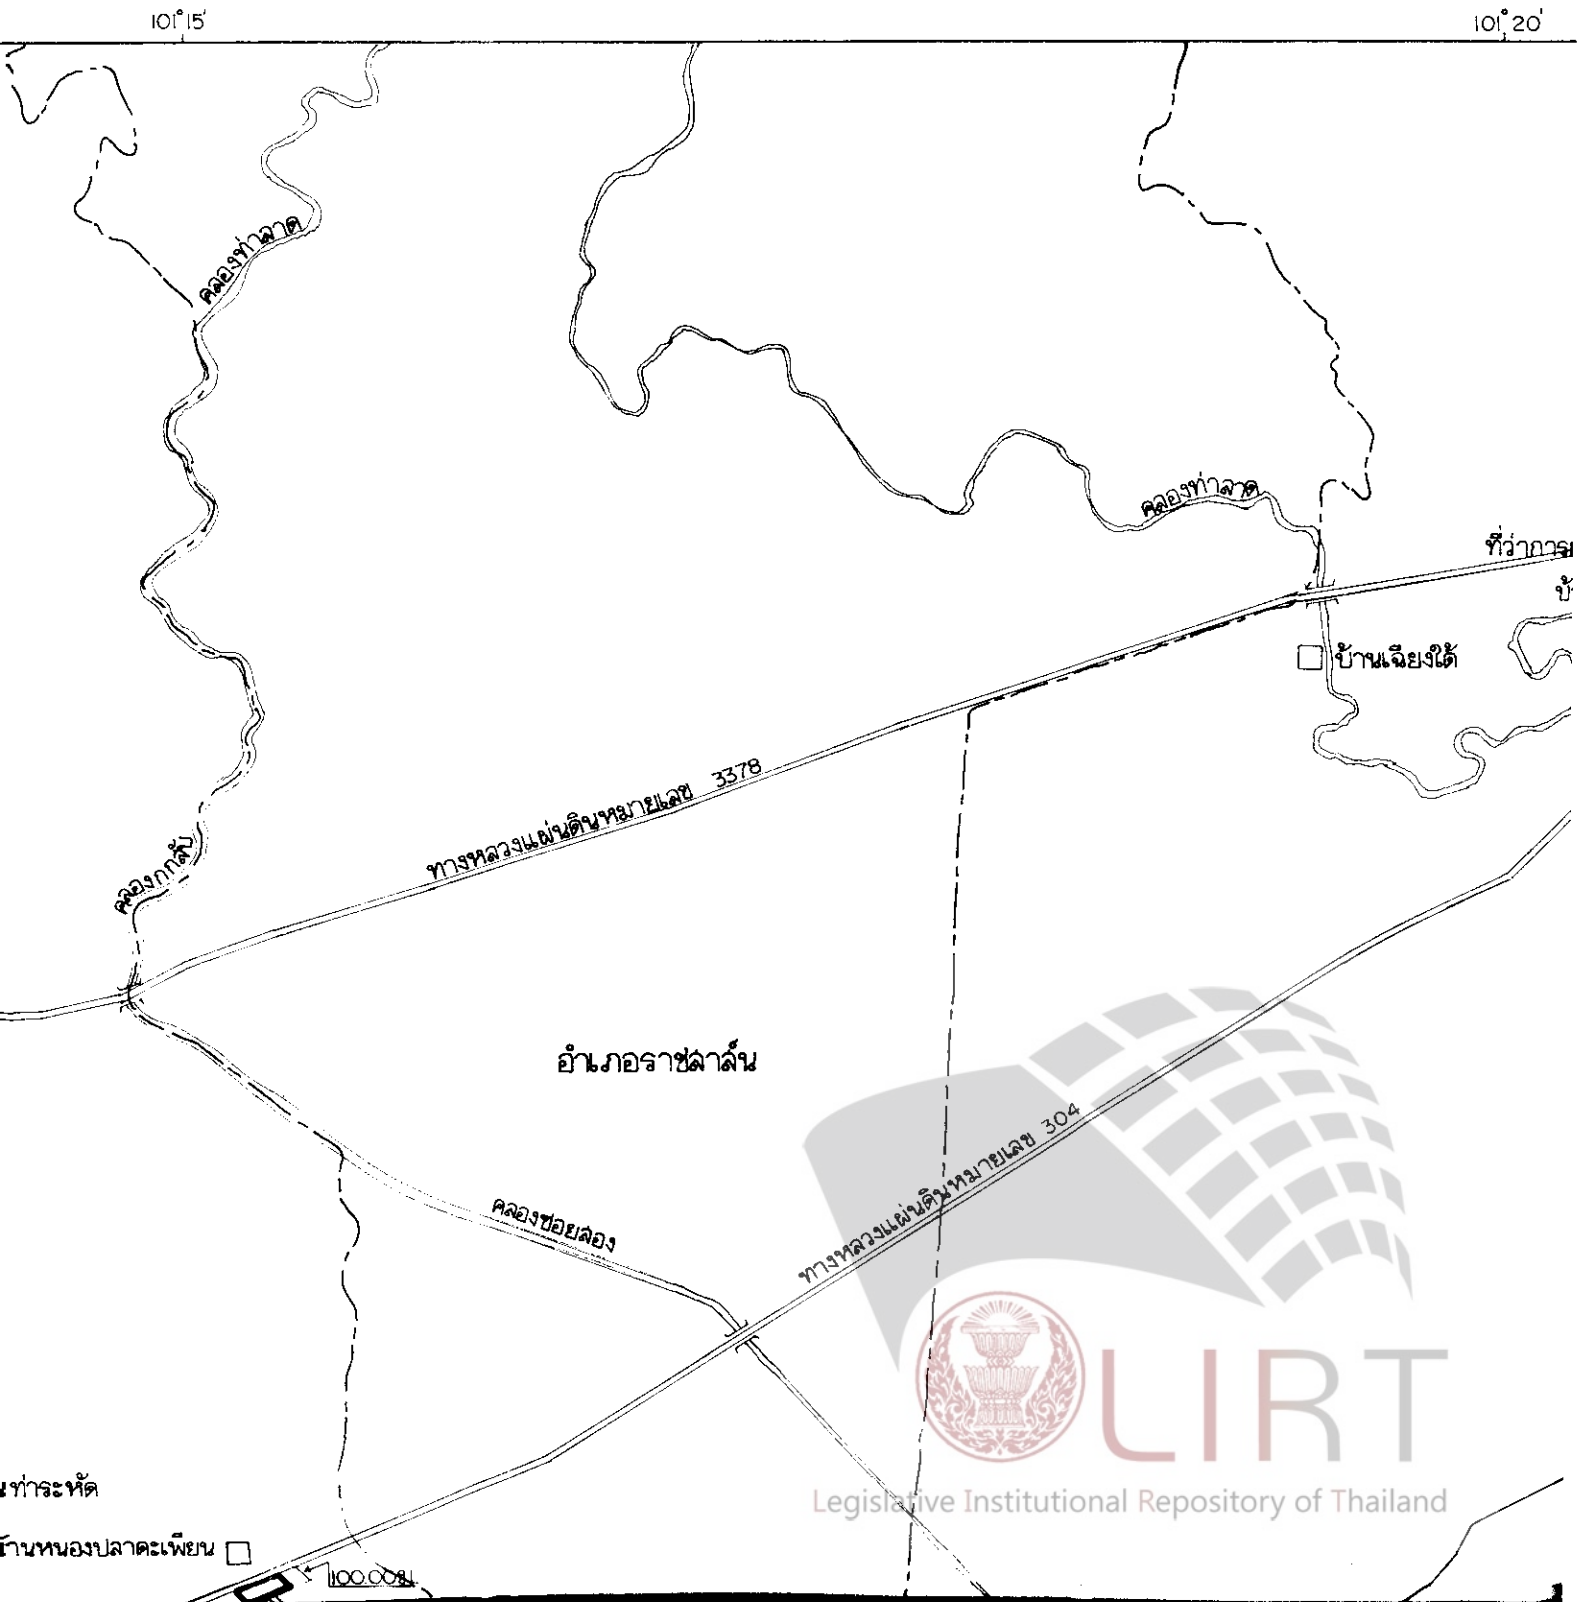 101°15'
101°20'
คลองท่าลาด
คลองท่าลาด
ที่ว่าการ
บ้านเฉียงใต้
ทางหลวงแผ่นดินหมายเลข 3378
คลองกกสับ
อำเภอราชสาส์น
ทางหลวงแผ่นดินหมายเลข 304
คลองซอยสอง
LIRT
Legislative Institutional Repository of Thailand
ท่าระหัด
บ้านหนองปลาตะเพียน
100.00ม.